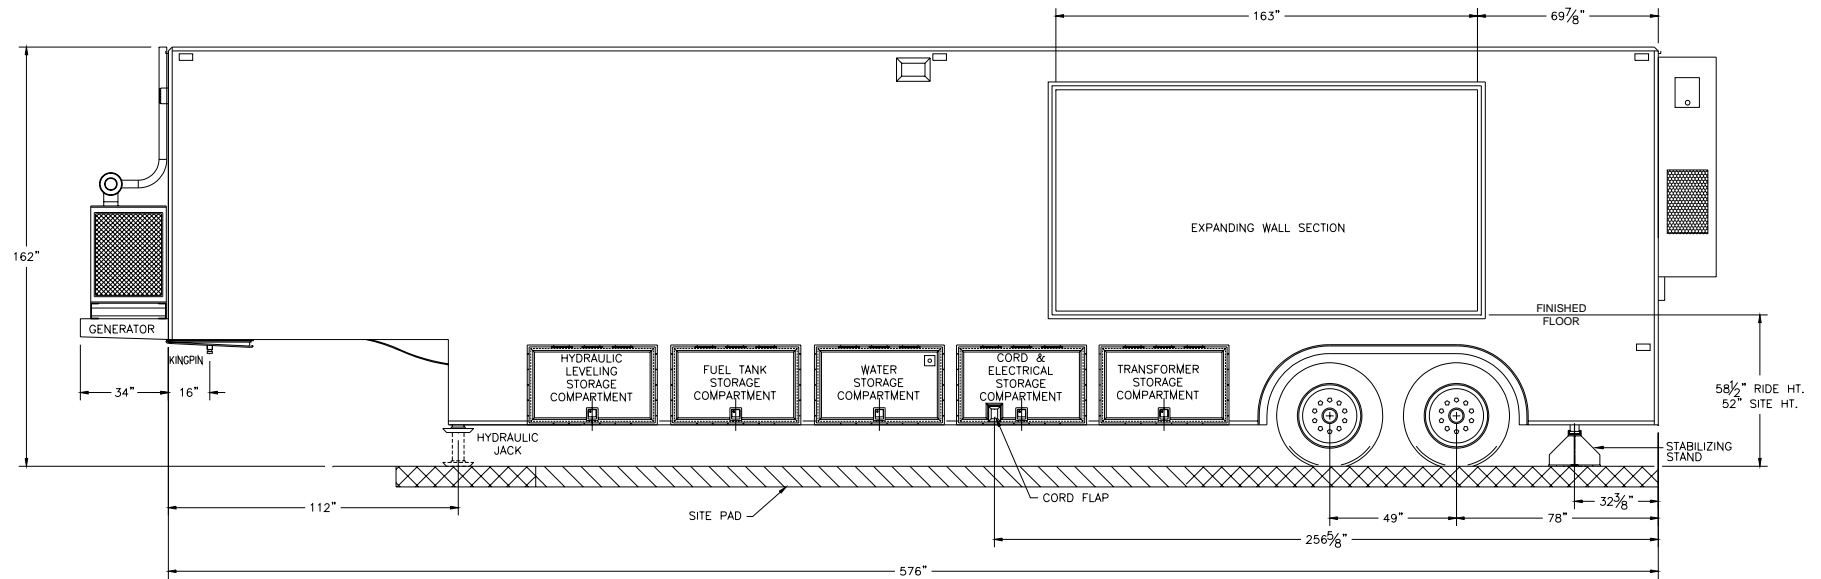 163" 69⅞"
162"
EXPANDING WALL SECTION
FINISHED
FLOOR
GENERATOR
KINGPIN
34" 16"
HYDRAULIC
LEVELING
STORAGE
COMPARTMENT
FUEL TANK
STORAGE
COMPARTMENT
WATER
STORAGE
COMPARTMENT
CORD &
ELECTRICAL
STORAGE
COMPARTMENT
TRANSFORMER
STORAGE
COMPARTMENT
58½" RIDE HT.
52" SITE HT.
HYDRAULIC
JACK
STABILIZING
STAND
CORD FLAP
SITE PAD
112"
32⅜"
49" 78"
256⅝"
576"